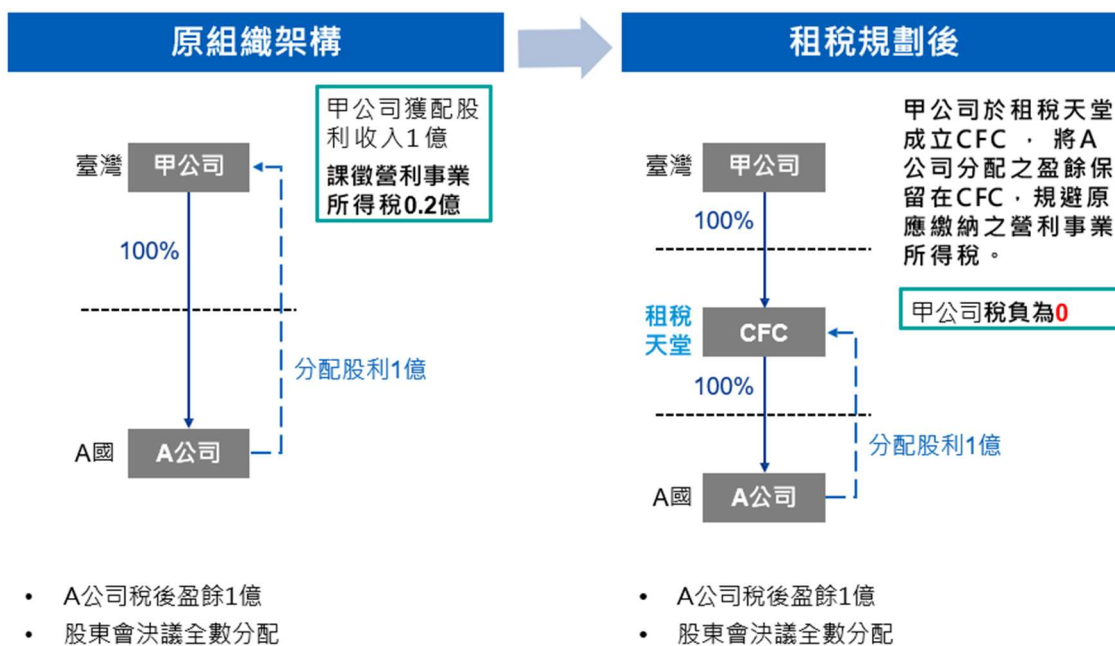 原組織架構
甲公司獲配股
利收入1億
課徵營利事業
所得稅0.2億
臺灣
甲公司
100%
分配股利1億
A國
A公司
• A公司稅後盈餘1億
• 股東會決議全數分配
租稅規劃後
甲公司於租稅天堂
成立CFC , 將A
公司分配之盈餘保
留在CFC,規避原
應繳納之營利事業
所得稅。
甲公司稅負為0
臺灣
甲公司
100%
租稅
天堂
CFC
100%
分配股利1億
A國
A公司
• A公司稅後盈餘1億
• 股東會決議全數分配